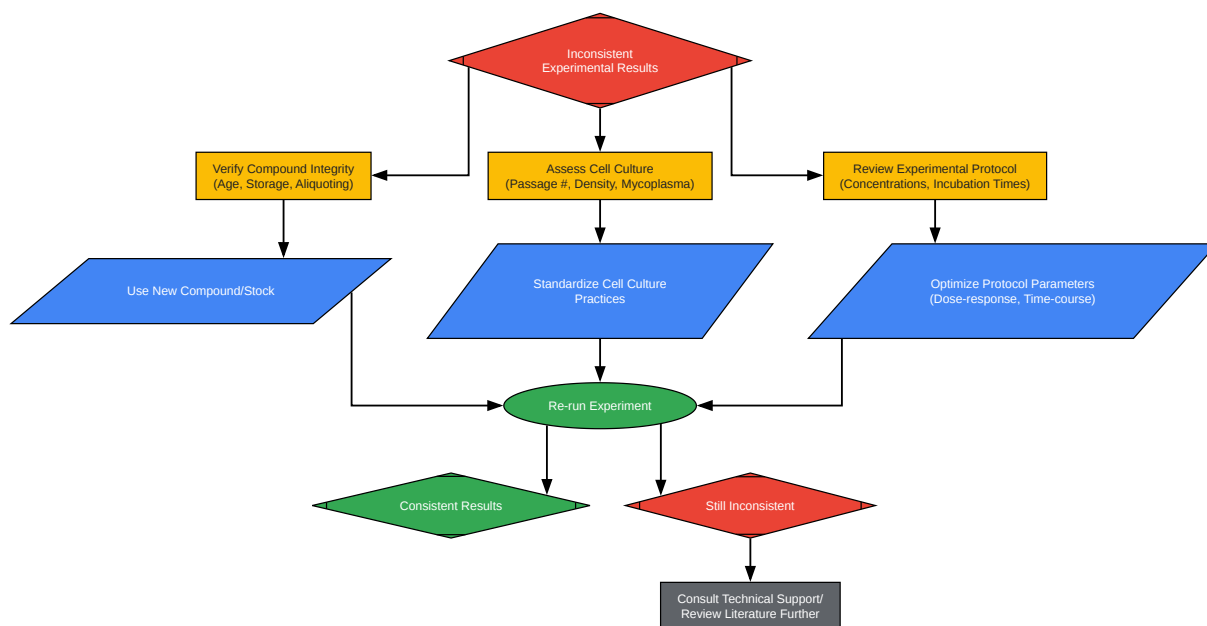 Inconsistent
Experimental Results
Verify Compound Integrity
(Age, Storage, Aliquoting)
Assess Cell Culture
(Passage #, Density, Mycoplasma)
Review Experimental Protocol
(Concentrations, Incubation Times)
Use New Compound/Stock
Standardize Cell Culture
Practices
Optimize Protocol Parameters
(Dose-response, Time-course)
Re-run Experiment
Consistent Results
Still Inconsistent
Consult Technical Support/
Review Literature Further